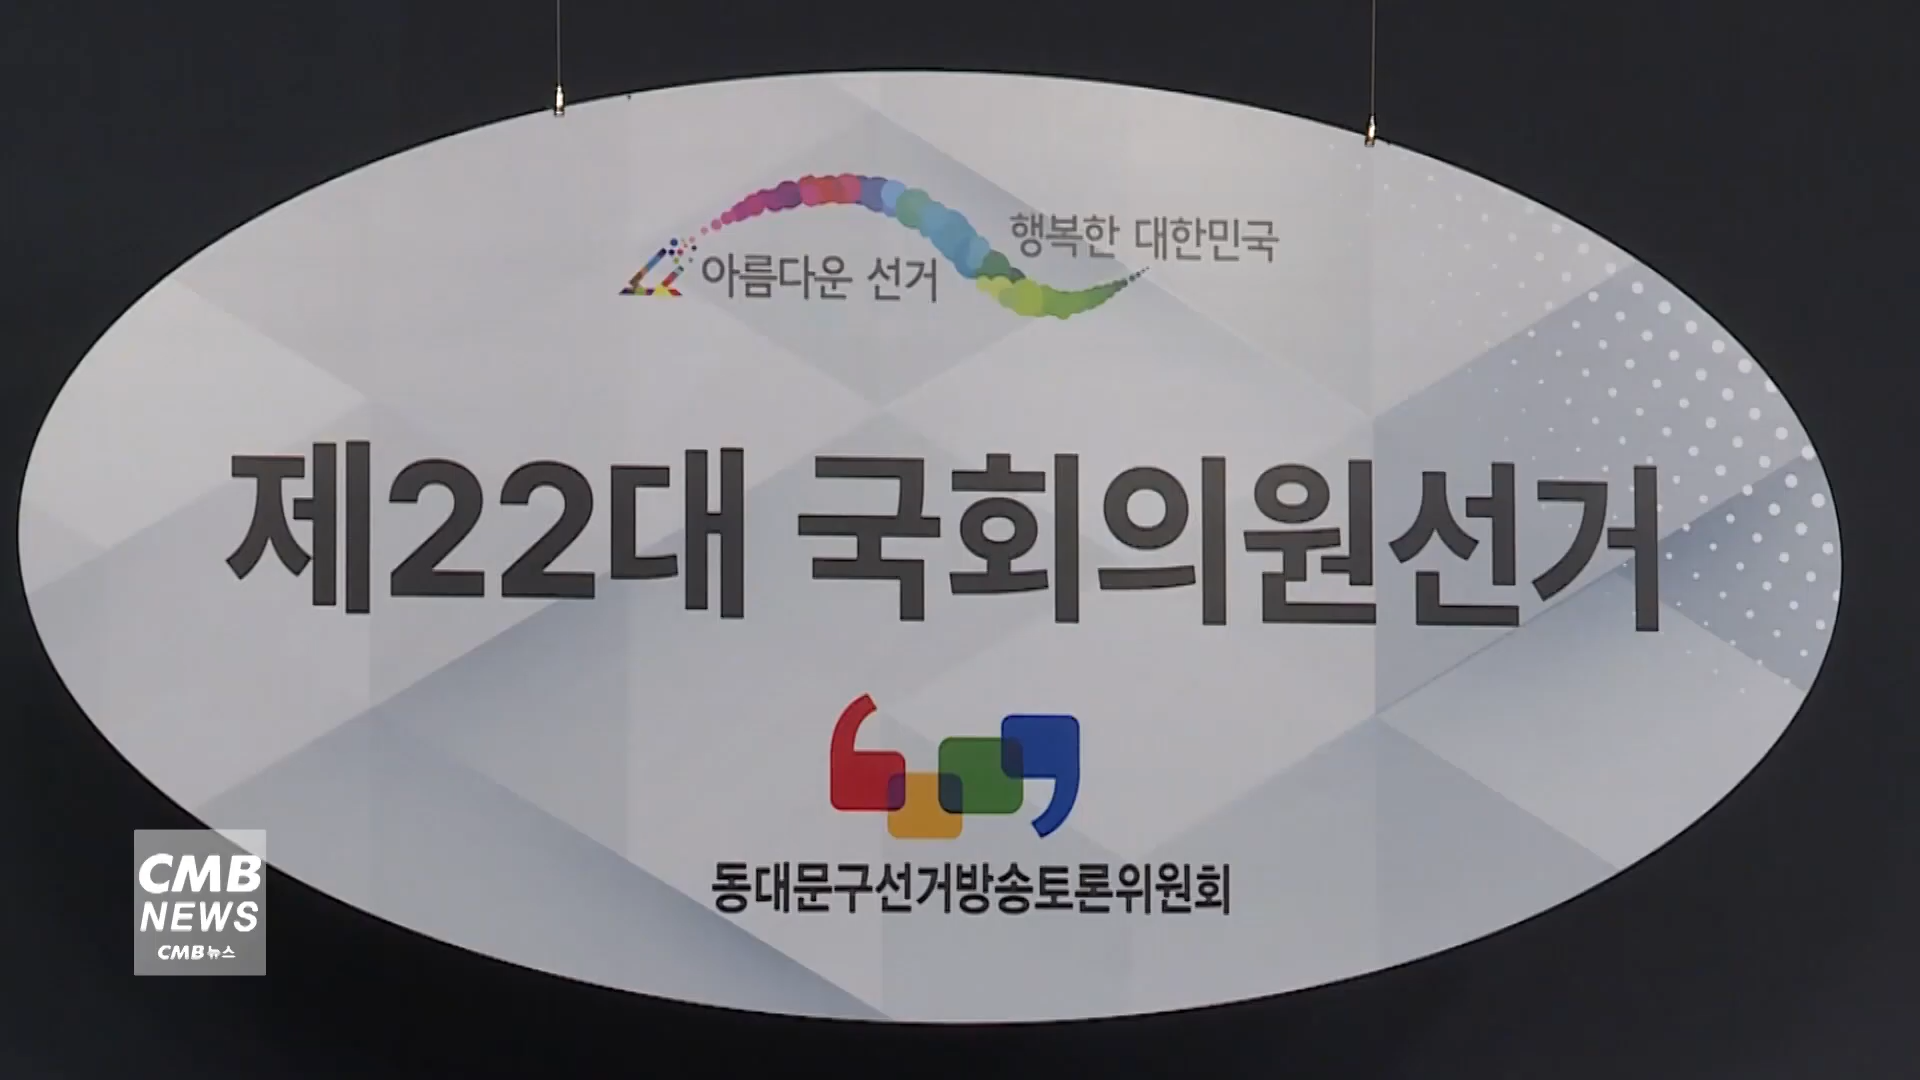 행복한 대한민국
아름다운 선거
제22대 국회의원선거
동대문구선거방송토론위원회
CMB
NEWS
CMB뉴스